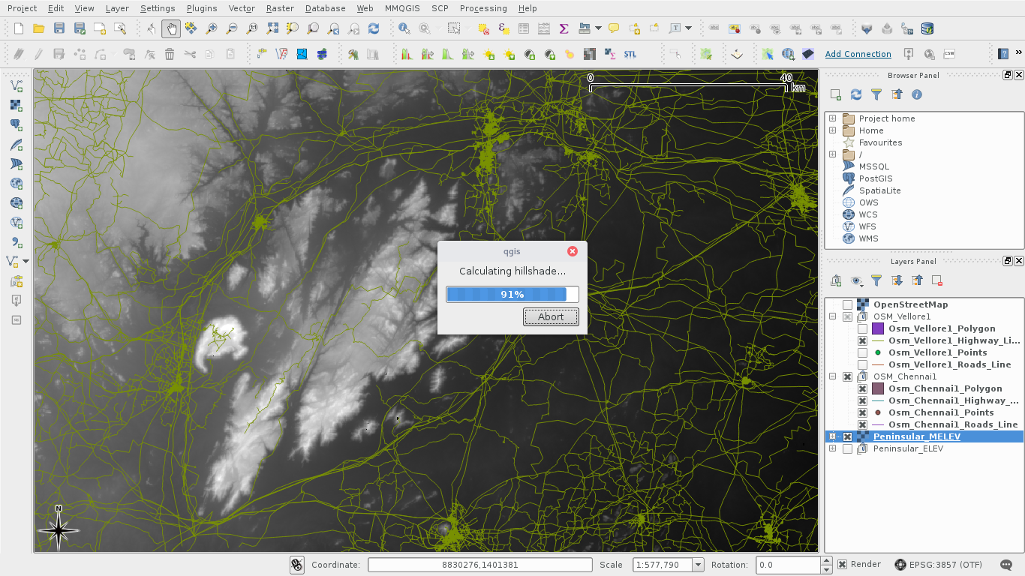 Project Edit View Layer Settings Plugins Vector Raster Database Web MMQGIS SCP Processing Help
STL
Add Connection
CSW
»
0 40
km
Browser Panel
Project home
Home
Favourites
/
MSSQL
PostGIS
SpatiaLite
OWS
WCS
WFS
WMS
qgis
Calculating hillshade...
91%
Abort
Layers Panel
OpenStreetMap
OSM_Vellore1
Osm_Vellore1_Polygon
Osm_Vellore1_Highway_Li...
Osm_Vellore1_Points
Osm_Vellore1_Roads_Line
OSM_Chennai1
Osm_Chennai1_Polygon
Osm_Chennai1_Highway_...
Osm_Chennai1_Points
Osm_Chennai1_Roads_Line
Peninsular_MELEV
Peninsular_ELEV
N
Coordinate: 8830276,1401381 Scale 1:577,790 Rotation: 0.0 Render EPSG:3857 (OTF)